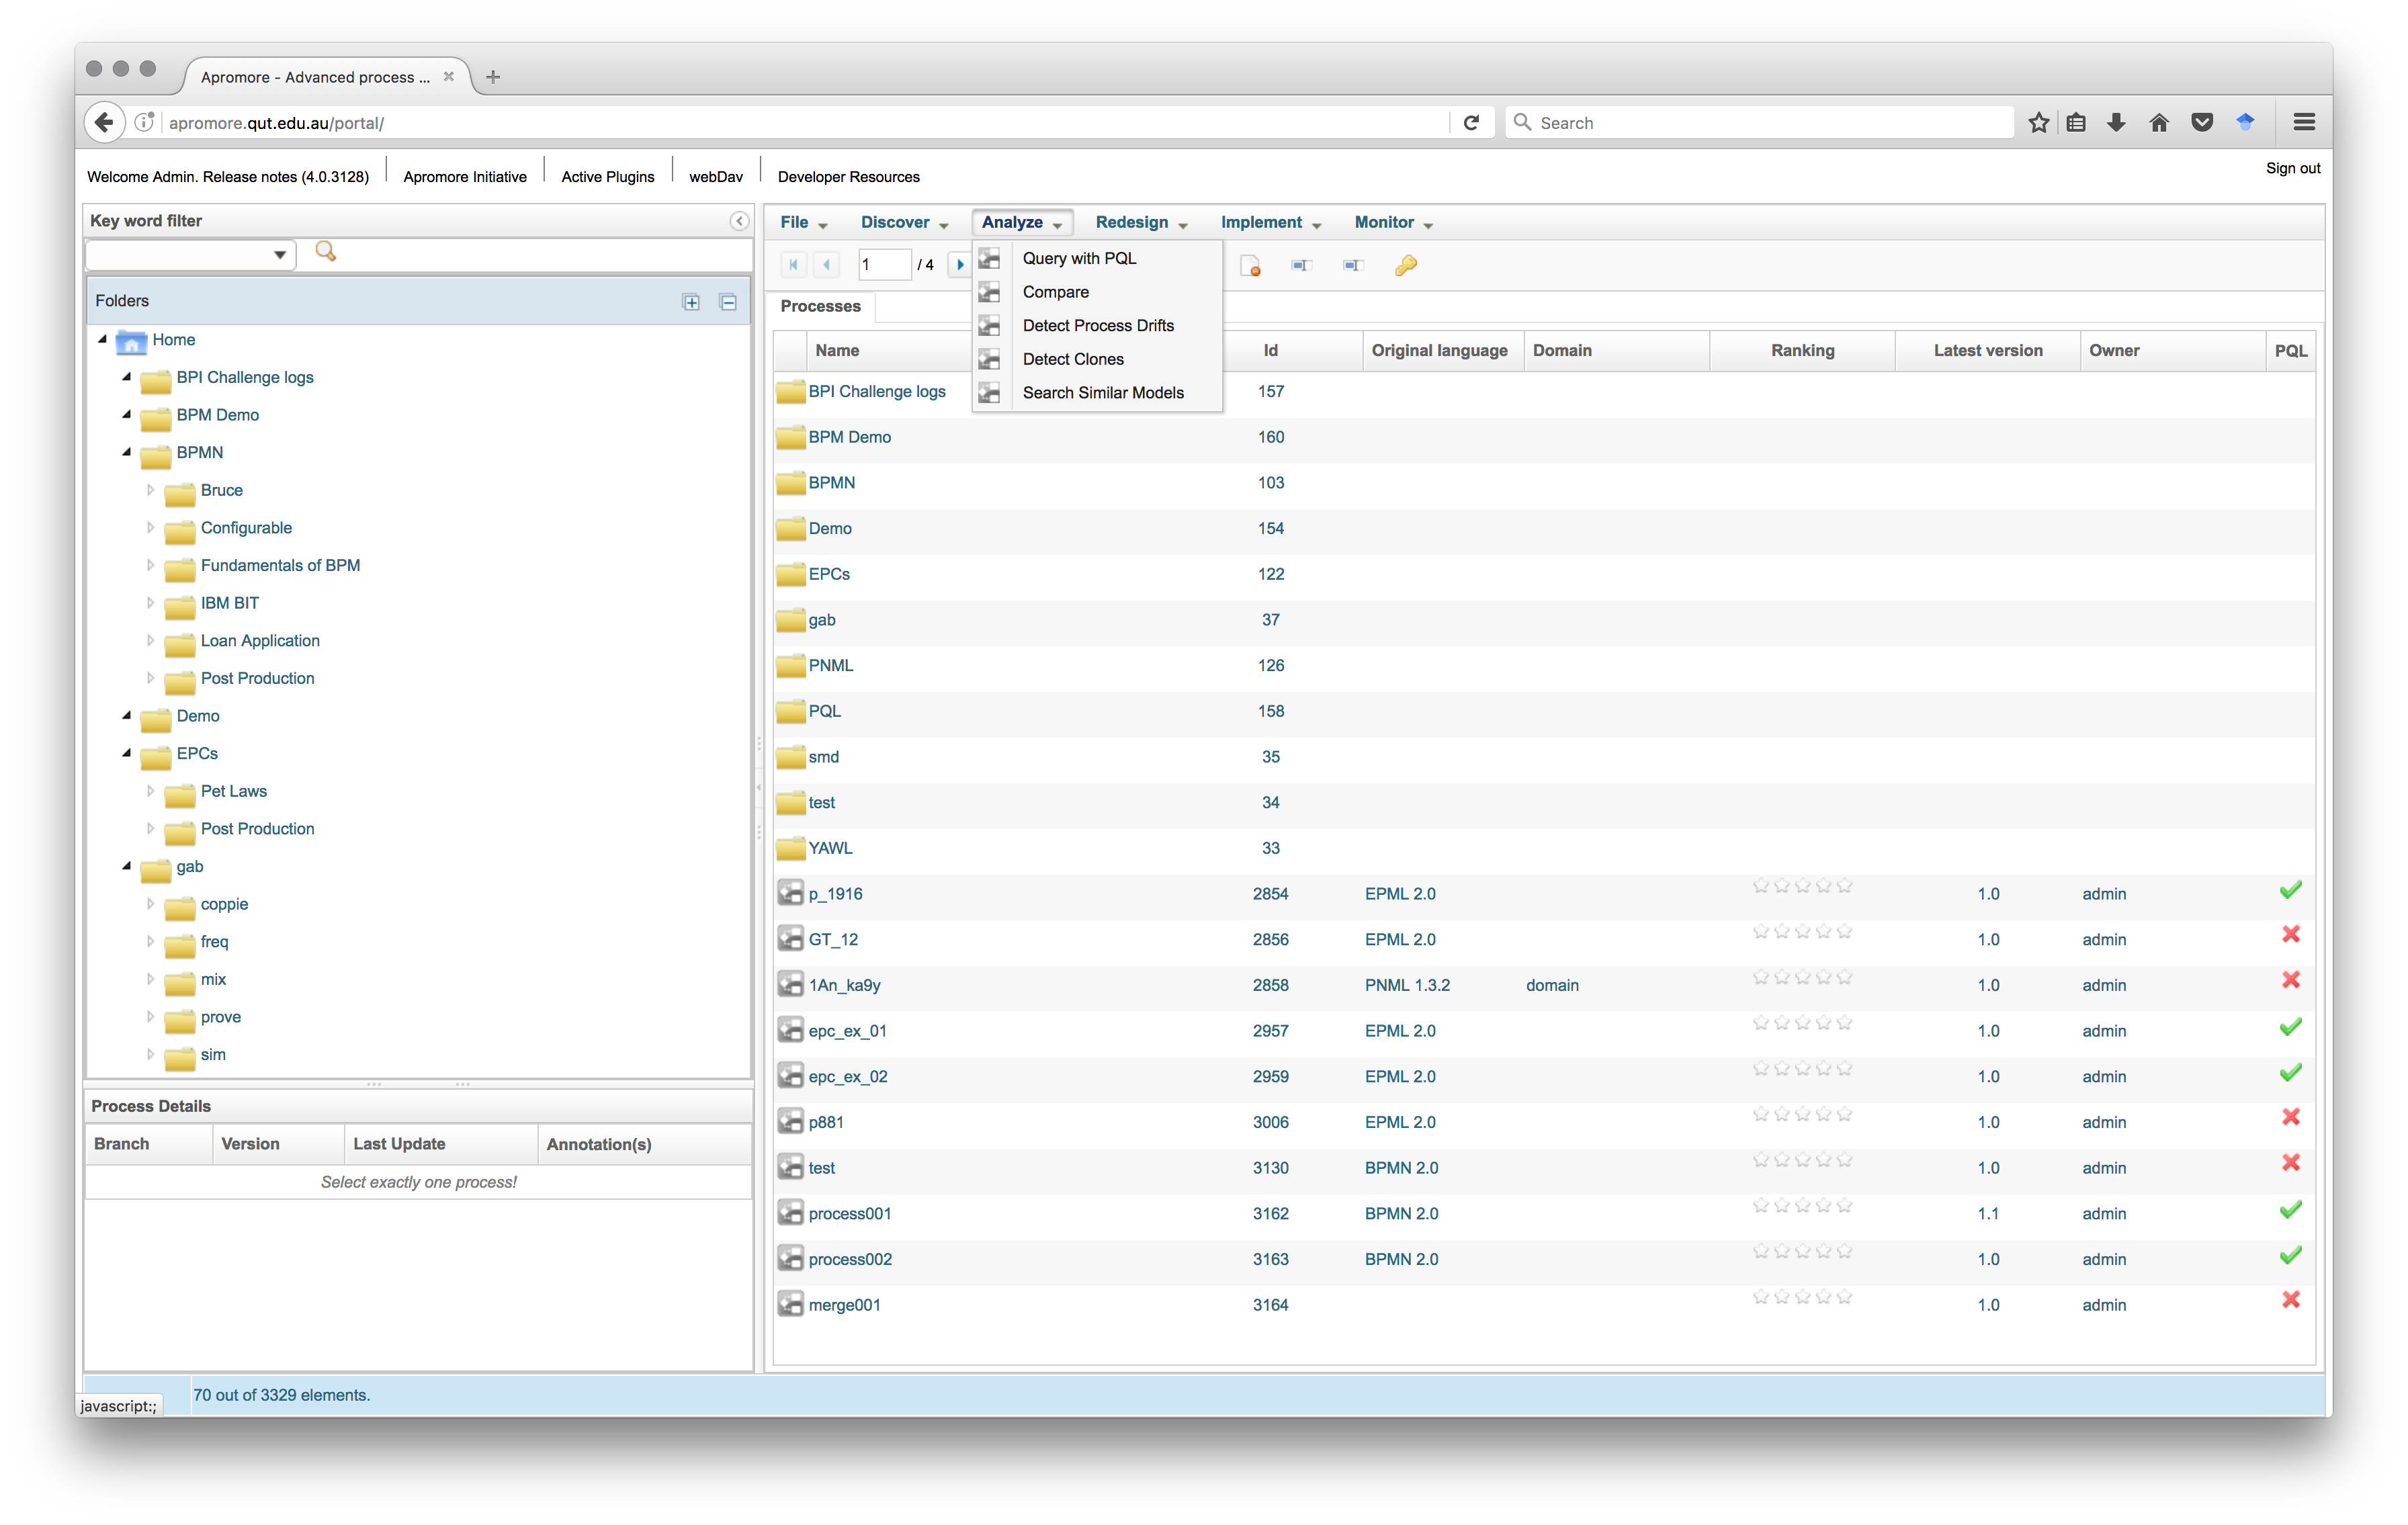 Apromore - Advanced process ...
apromore.qut.edu.au/portal/
Search
Welcome Admin. Release notes (4.0.3128) Apromore Initiative Active Plugins webDav Developer Resources Sign out
Key word filter
Folders
Home
BPI Challenge logs
BPM Demo
BPMN
Bruce
Configurable
Fundamentals of BPM
IBM BIT
Loan Application
Post Production
Demo
EPCs
Pet Laws
Post Production
gab
coppie
freq
mix
prove
sim
Process Details
Branch Version Last Update Annotation(s)
Select exactly one process!
File Discover Analyze Redesign Implement Monitor
1 / 4
Query with PQL
Compare
Detect Process Drifts
Detect Clones
Search Similar Models
Processes
Name Id Original language Domain Ranking Latest version Owner PQL
BPI Challenge logs 157
BPM Demo 160
BPMN 103
Demo 154
EPCs 122
gab 37
PNML 126
PQL 158
smd 35
test 34
YAWL 33
p_1916 2854 EPML 2.0 1.0 admin
GT_12 2856 EPML 2.0 1.0 admin
1An_ka9y 2858 PNML 1.3.2 domain 1.0 admin
epc_ex_01 2957 EPML 2.0 1.0 admin
epc_ex_02 2959 EPML 2.0 1.0 admin
p881 3006 EPML 2.0 1.0 admin
test 3130 BPMN 2.0 1.0 admin
process001 3162 BPMN 2.0 1.1 admin
process002 3163 BPMN 2.0 1.0 admin
merge001 3164 1.0 admin
70 out of 3329 elements.
javascript:;